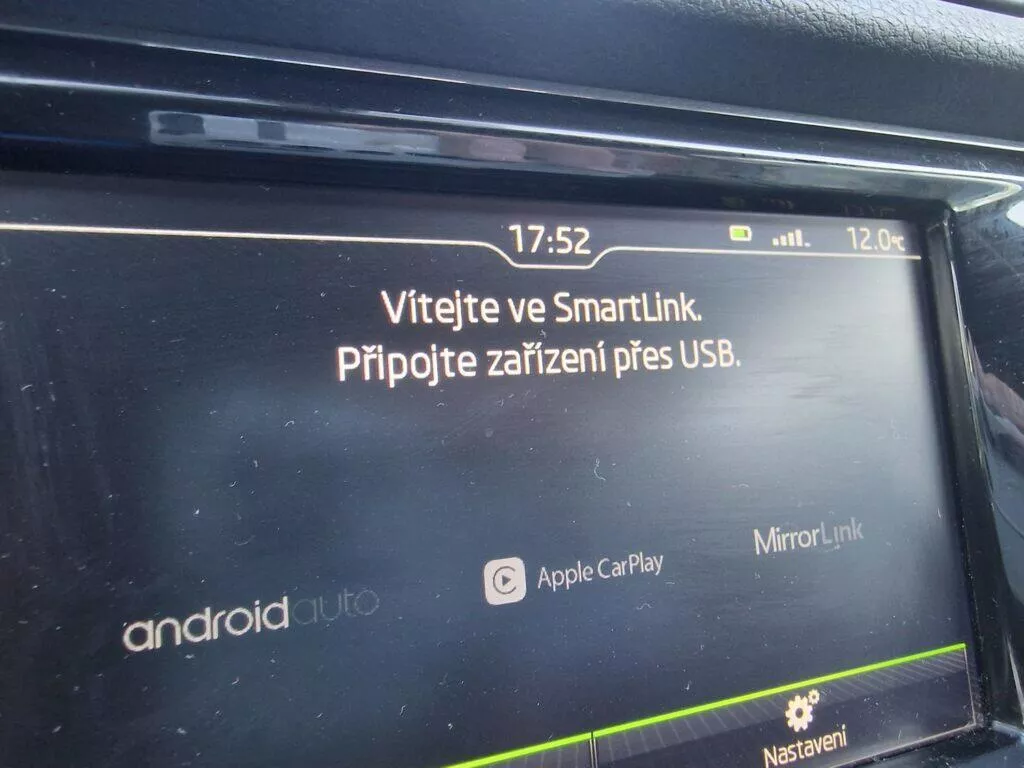 17:52 12.0°C
Vítejte ve SmartLink.
Připojte zařízení přes USB.
androidauto
Apple CarPlay
MirrorLink
Nastavení